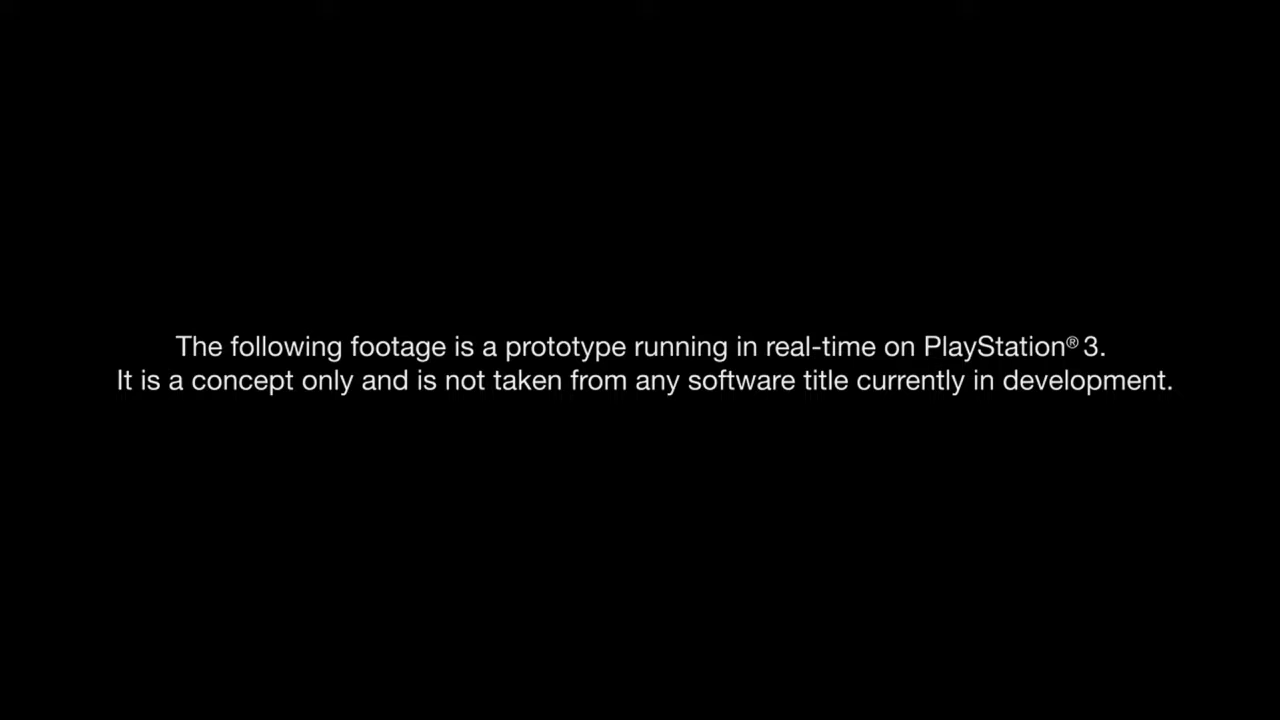 The following footage is a prototype running in real-time on PlayStation®3.
It is a concept only and is not taken from any software title currently in development.